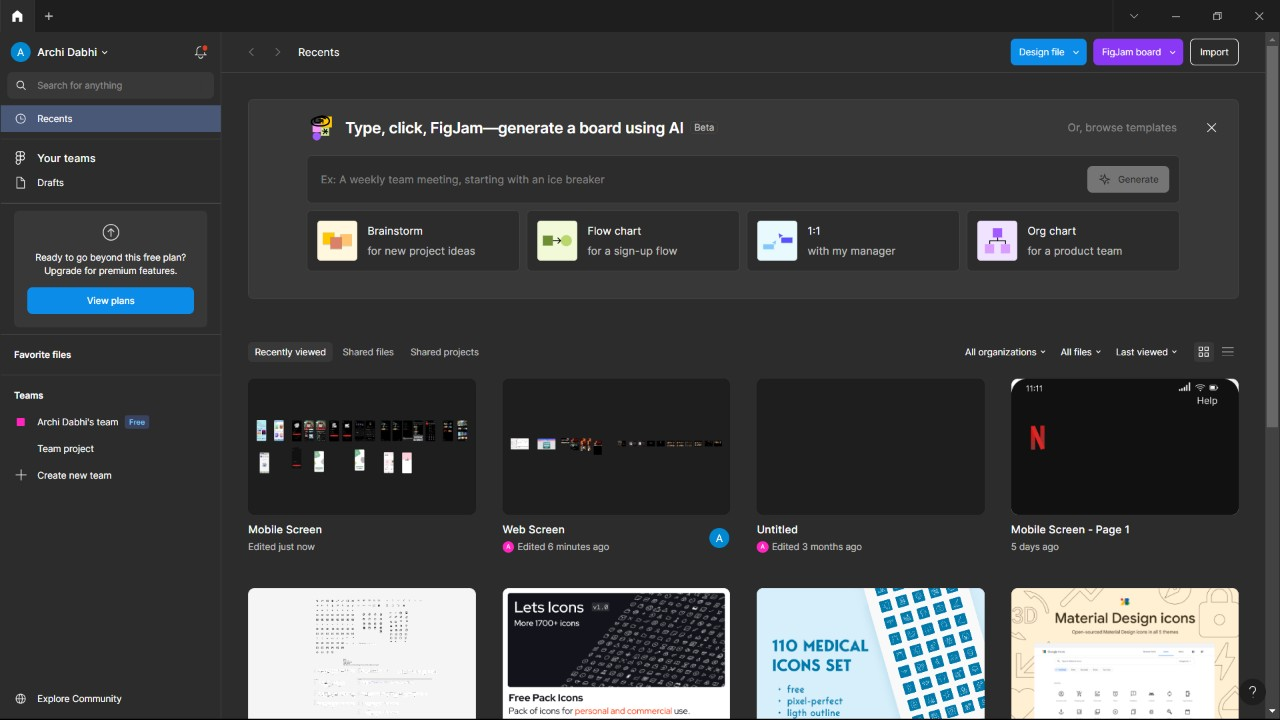 A Archi Dabhi
Recents
Design file
FigJam board
Import
Search for anything
Recents
Your teams
Drafts
Ready to go beyond this free plan?
Upgrade for premium features.
View plans
Favorite files
Teams
Archi Dabhi's team Free
Team project
Create new team
Explore Community
Type, click, FigJam—generate a board using AI Beta
Or, browse templates
Ex: A weekly team meeting, starting with an ice breaker
Generate
Brainstorm
for new project ideas
Flow chart
for a sign-up flow
1:1
with my manager
Org chart
for a product team
Recently viewed Shared files Shared projects
All organizations All files Last viewed
Mobile Screen
Edited just now
Web Screen
A Edited 6 minutes ago
A
Untitled
A Edited 3 months ago
11:11
Help
N
Mobile Screen - Page 1
5 days ago
Lets Icons v1.0
More 1700+ icons
Free Pack Icons
Pack of icons for personal and commercial use.
110 MEDICAL
ICONS SET
• free
• pixel-perfect
• ligth outline
3D
Material Design icons
Open-sourced Material Design icons in all 5 themes
?